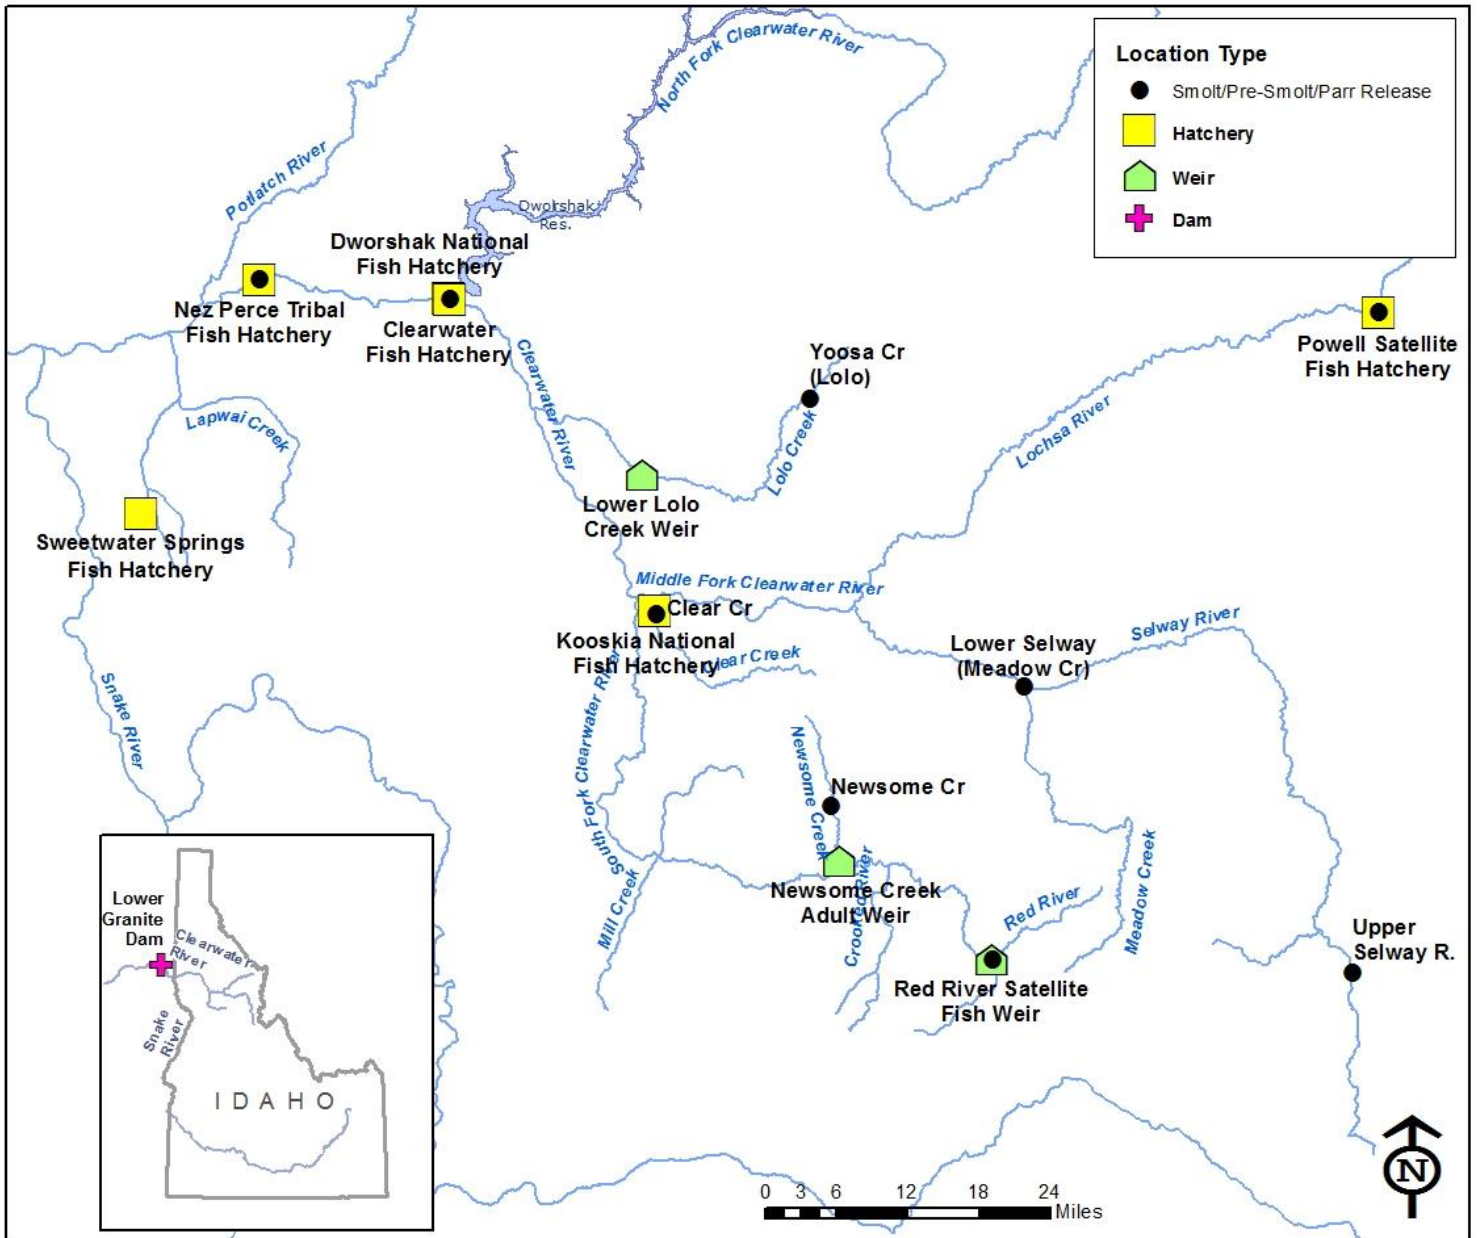 North Fork Clearwater River
Location Type
Smolt/Pre-Smolt/Parr Release
Hatchery
Weir
Dam
Potlatch River
Dworshak
Res.
Dworshak National
Fish Hatchery
Nez Perce Tribal
Fish Hatchery
Clearwater
Fish Hatchery
Powell Satellite
Fish Hatchery
Clearwater River
Yoosa Cr
(Lolo)
Lapwai Creek
Lolo Creek
Lochsa River
Lower Lolo
Creek Weir
Sweetwater Springs
Fish Hatchery
Middle Fork Clearwater River
Clear Cr
Kooskia National
Fish Hatchery
Clear Creek
Lower Selway
(Meadow Cr)
Selway River
Snake River
South Fork Clearwater River
Newsome Creek
Newsome Cr
Mill Creek
Newsome Creek
Adult Weir
Crooked River
Red River
Meadow Creek
Red River Satellite
Fish Weir
Upper
Selway R.
Lower
Granite
Dam
Clearwater
River
Snake
River
IDAHO
0 3 6 12 18 24
Miles
N